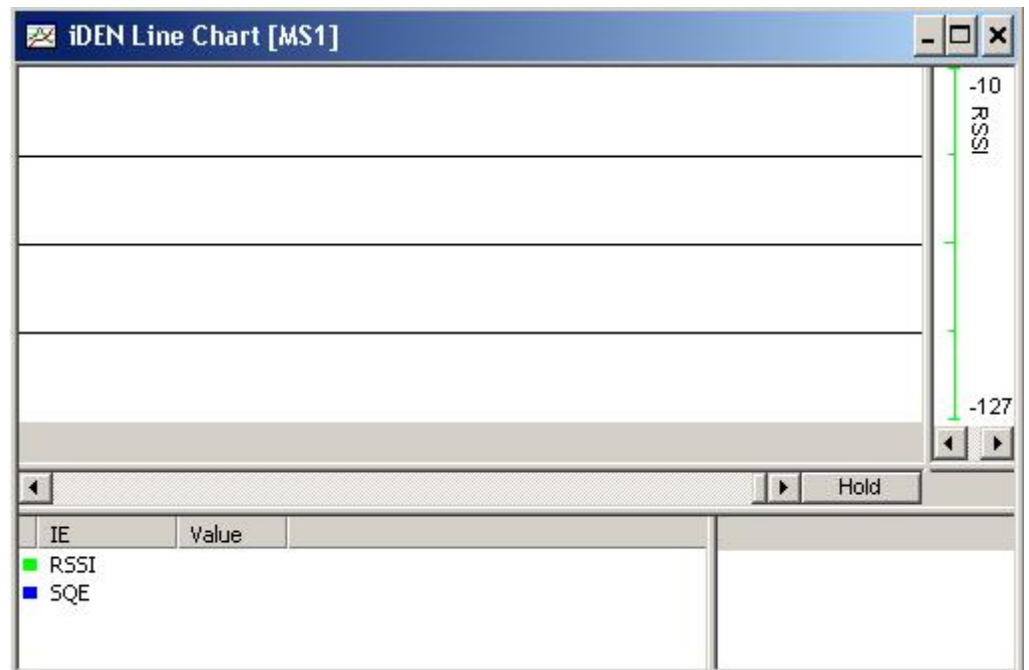 iDEN Line Chart [MS1]
-10
RSSI
-127
Hold
IE Value
RSSI
SQE